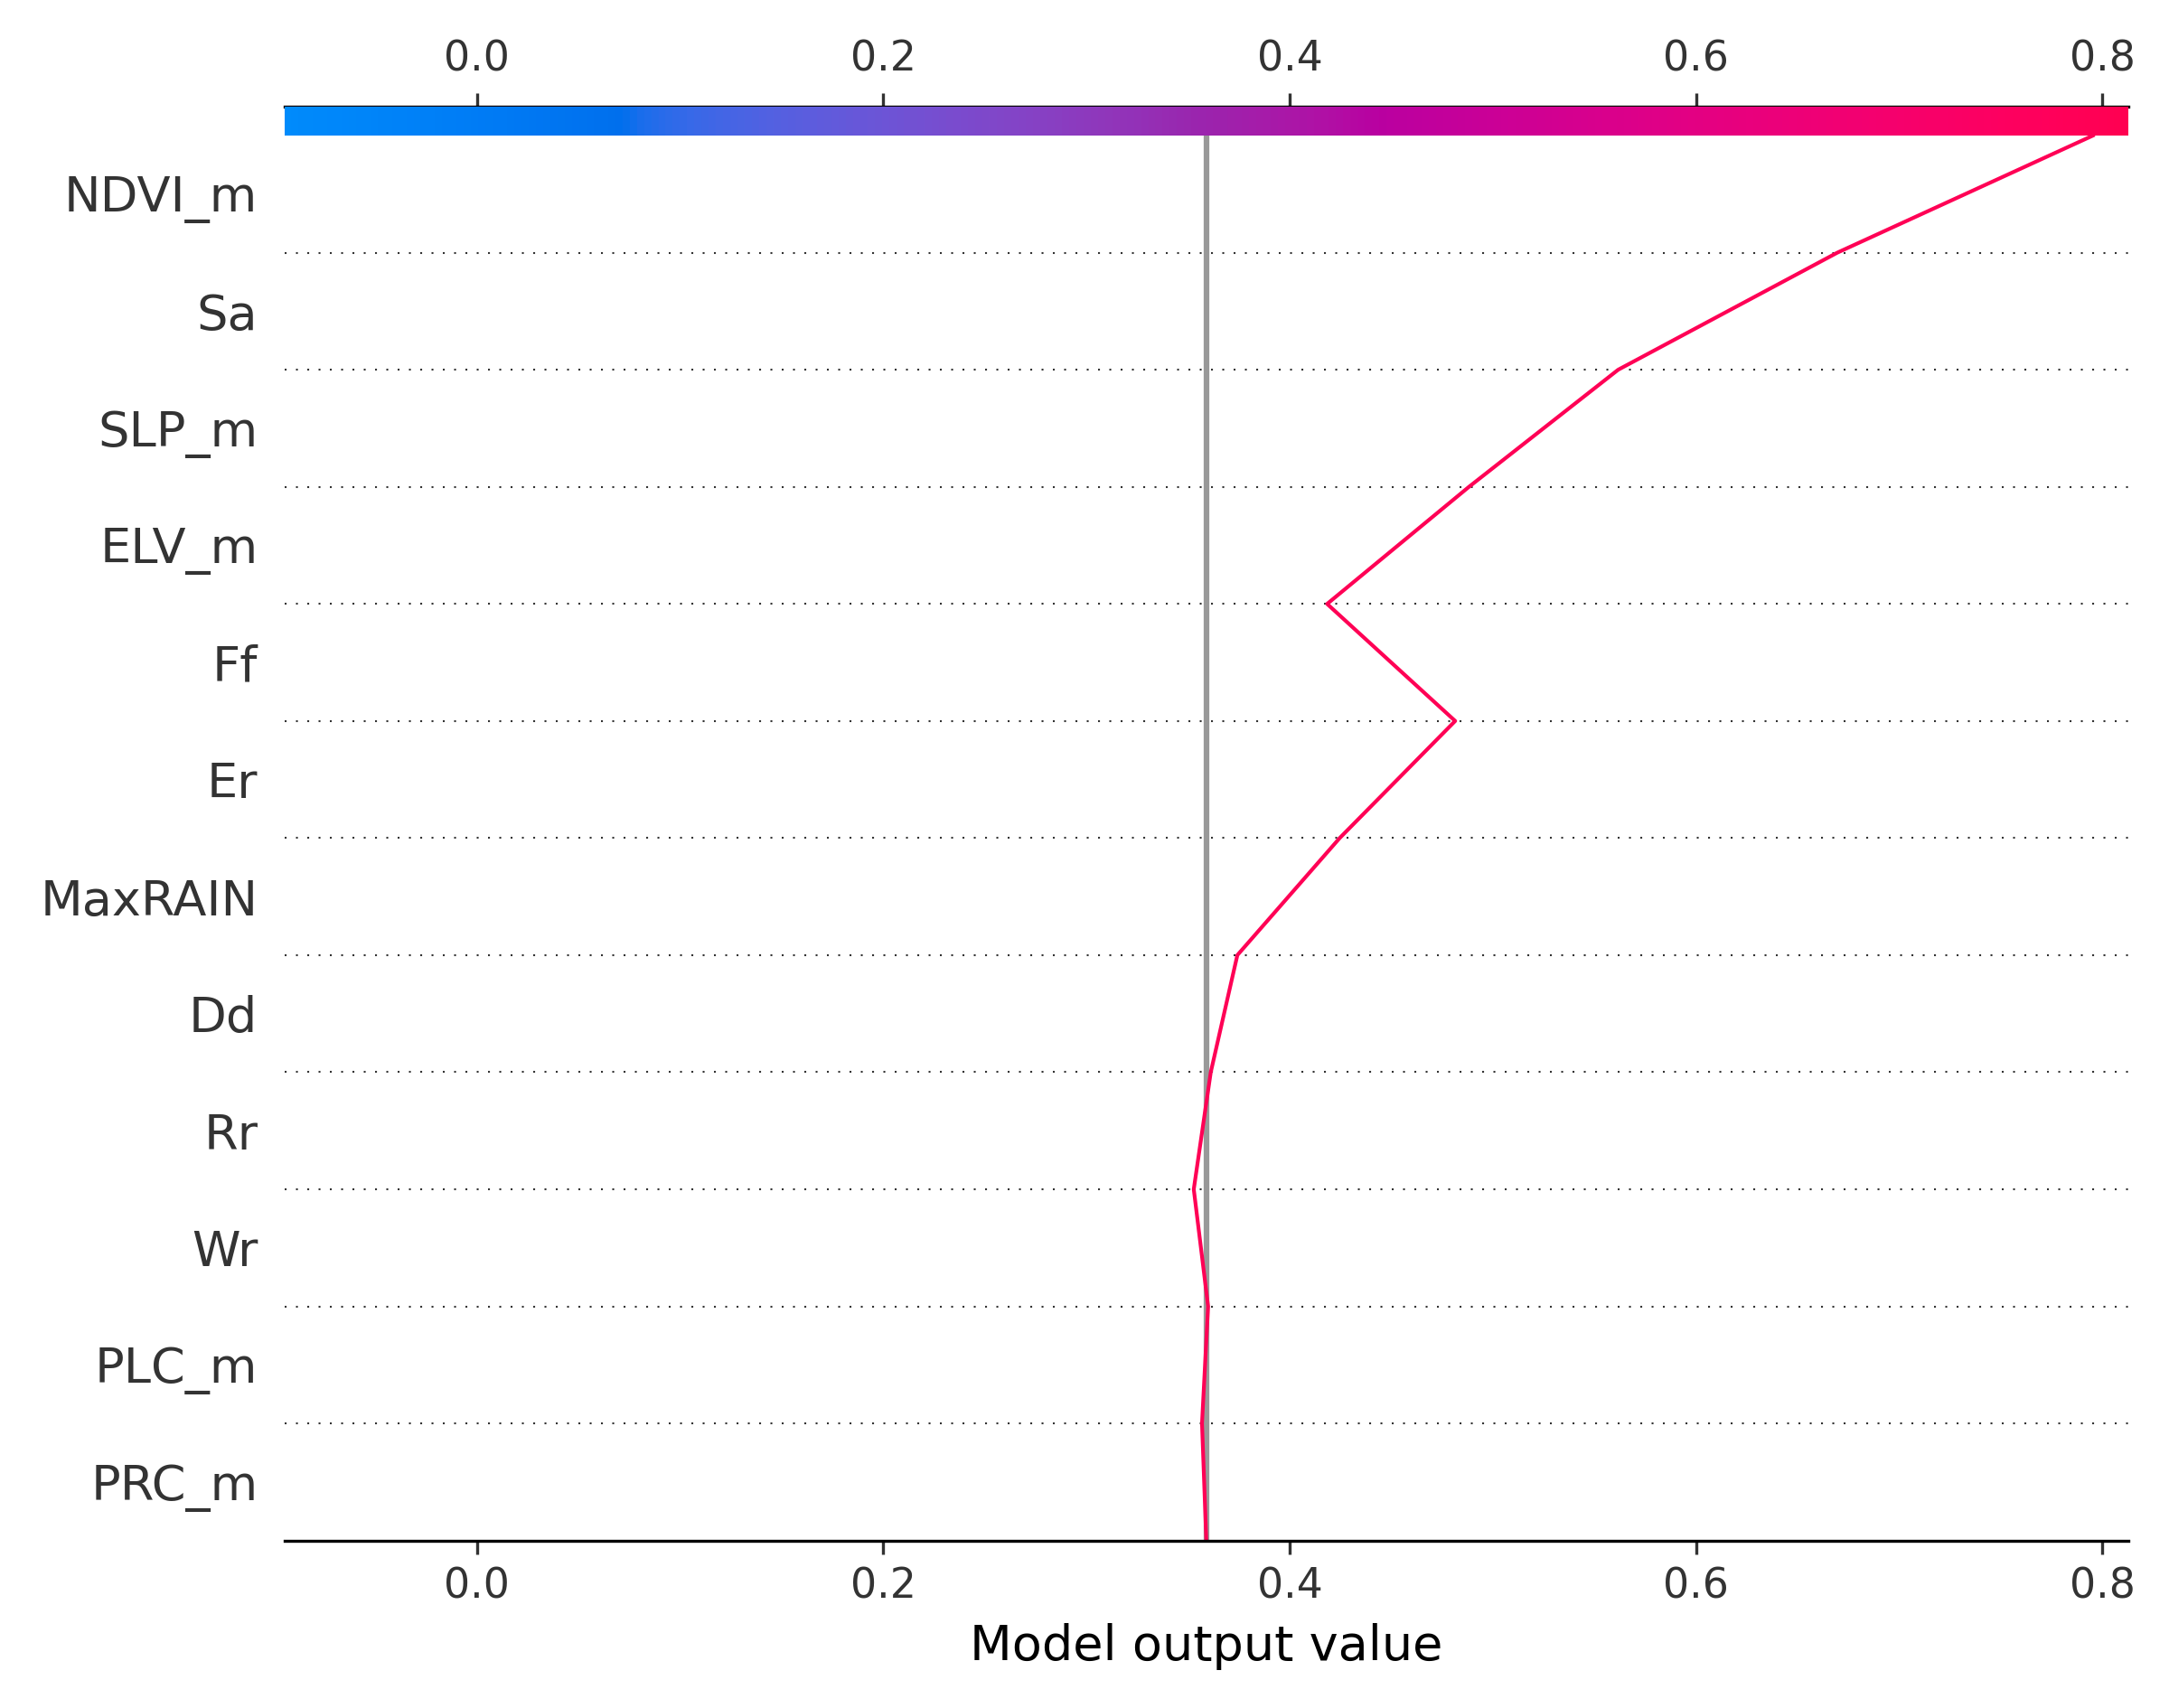 0.0 0.2 0.4 0.6 0.8
NDVI_m
Sa
SLP_m
ELV_m
Ff
Er
MaxRAIN
Dd
Rr
Wr
PLC_m
PRC_m
0.0 0.2 0.4 0.6 0.8
Model output value